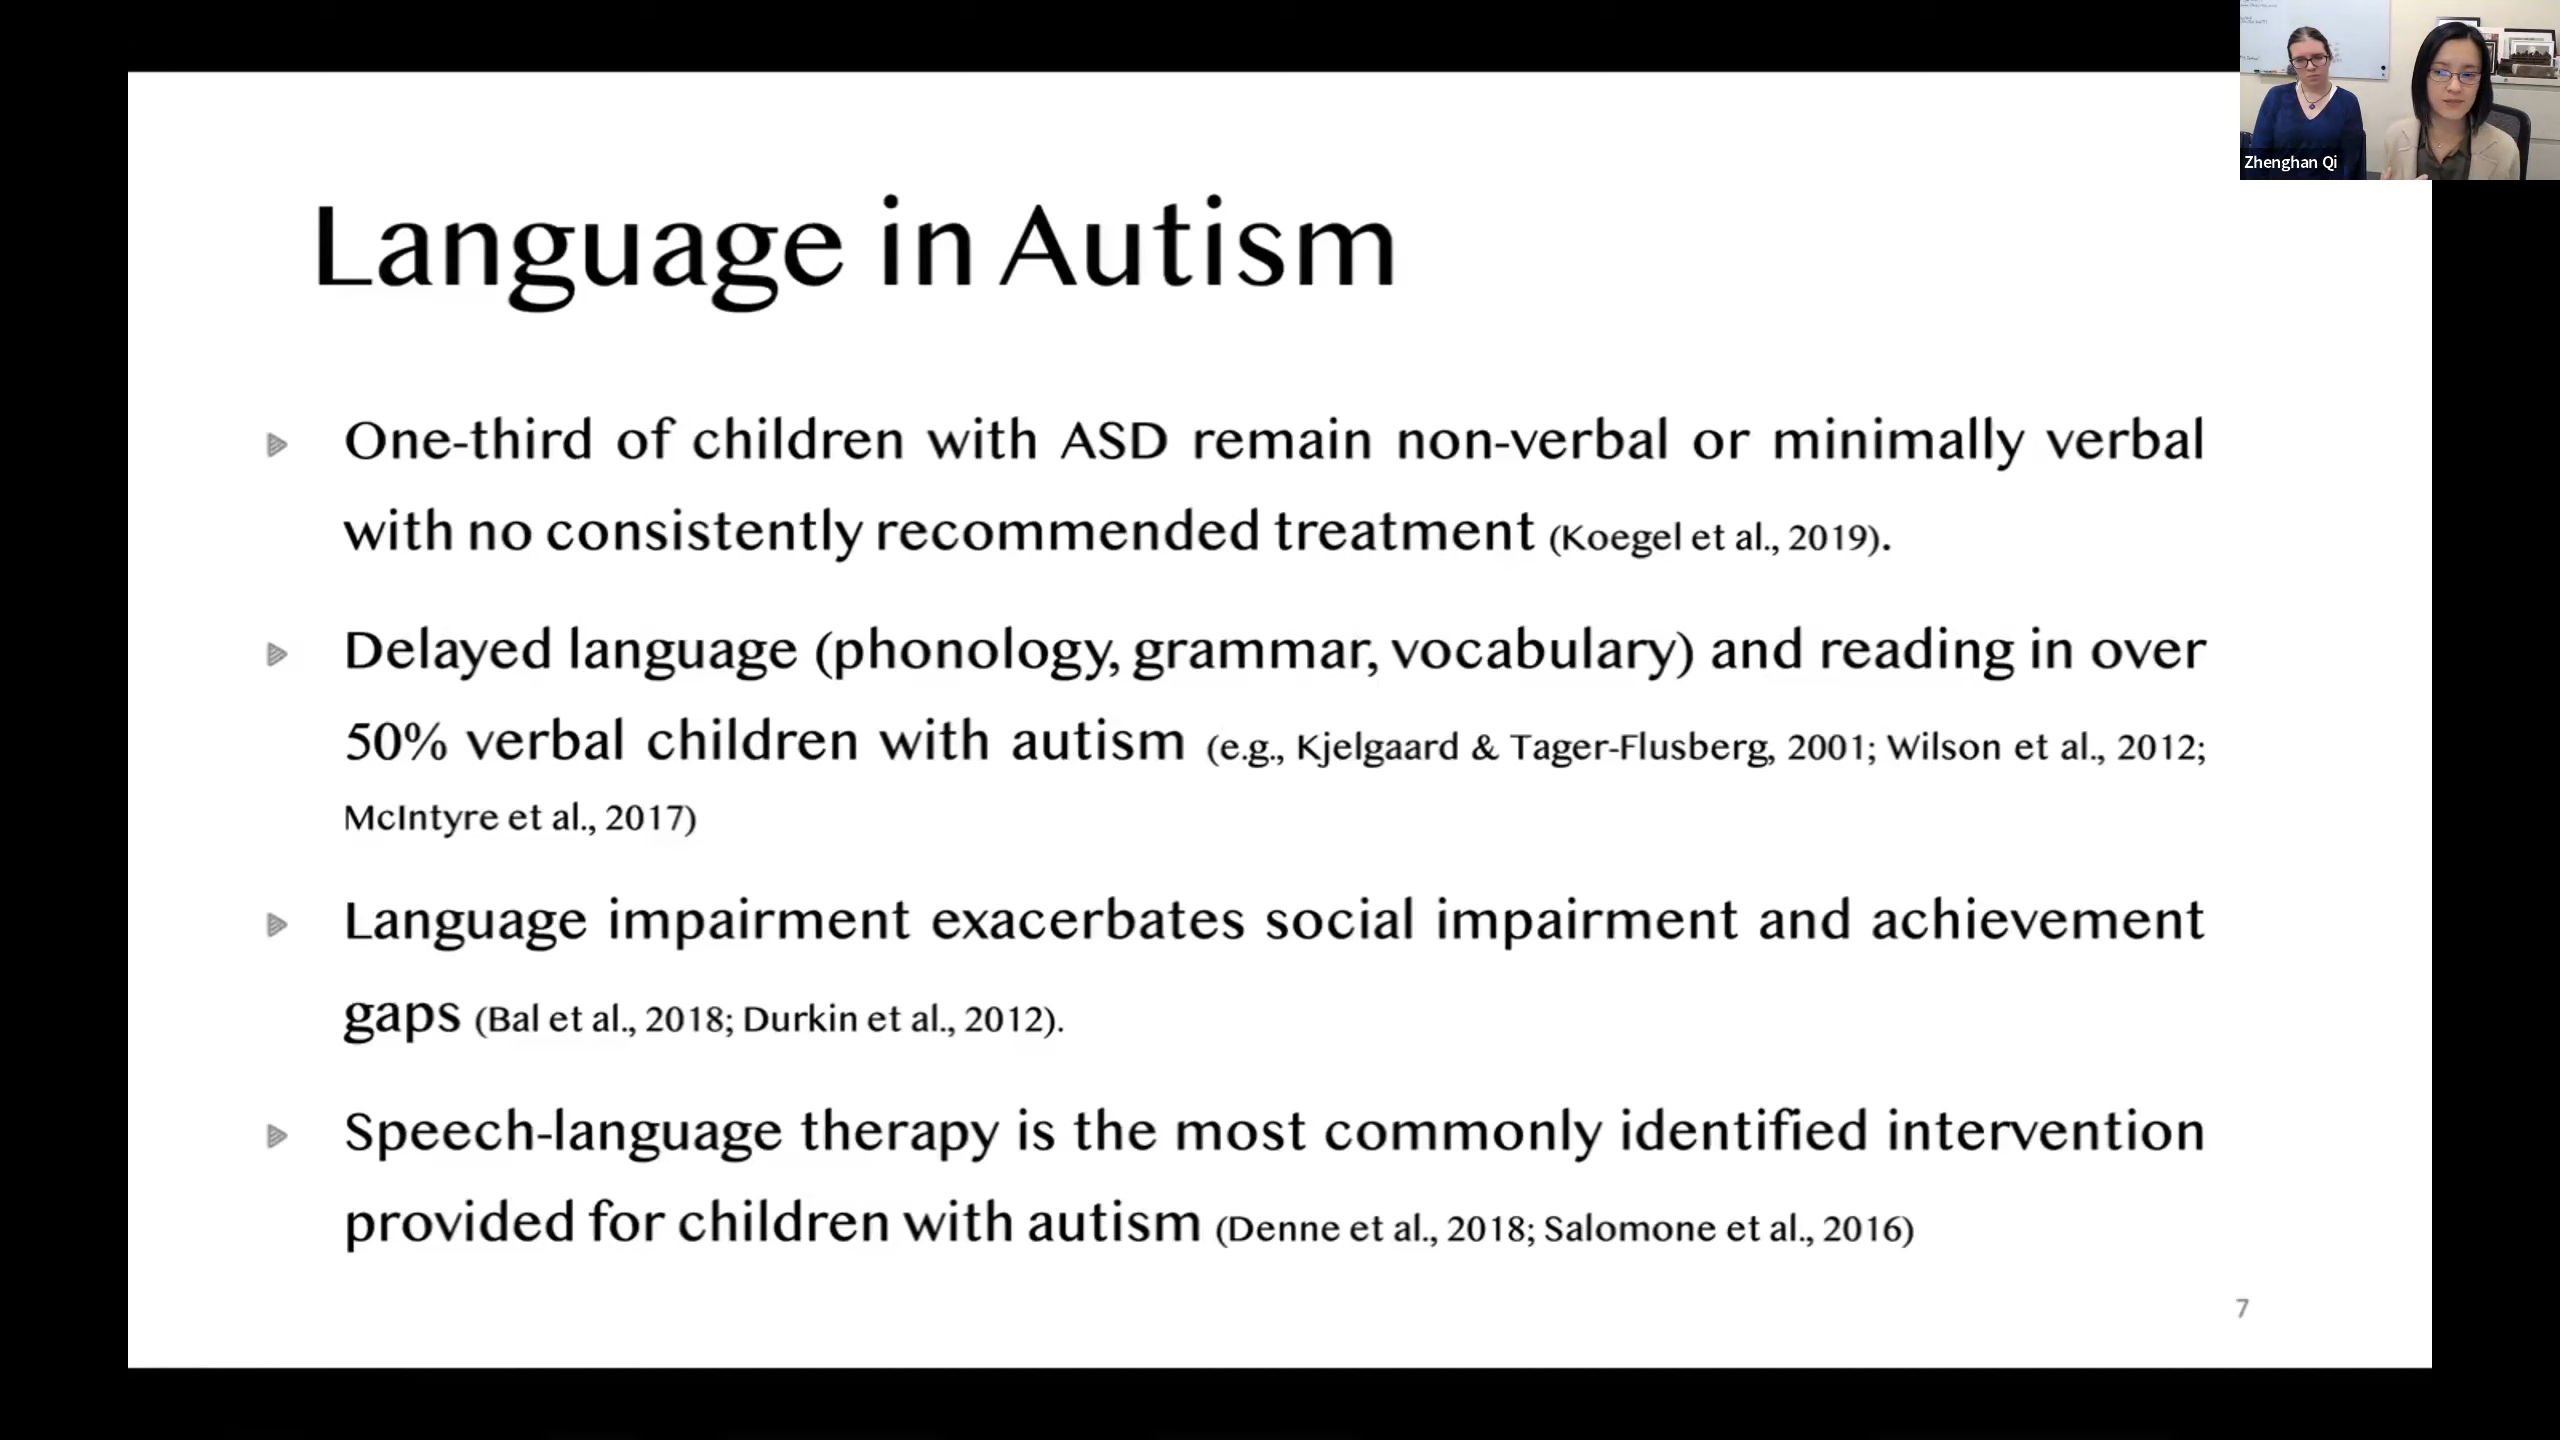 Zhenghan Qi
Language in Autism
One-third of children with ASD remain non-verbal or minimally verbal
with no consistently recommended treatment (Koegel et al., 2019).
Delayed language (phonology, grammar, vocabulary) and reading in over
50% verbal children with autism (e.g., Kjelgaard & Tager-Flusberg, 2001; Wilson et al., 2012;
McIntyre et al., 2017)
Language impairment exacerbates social impairment and achievement
gaps (Bal et al., 2018; Durkin et al., 2012).
Speech-language therapy is the most commonly identified intervention
provided for children with autism (Denne et al., 2018; Salomone et al., 2016)
7